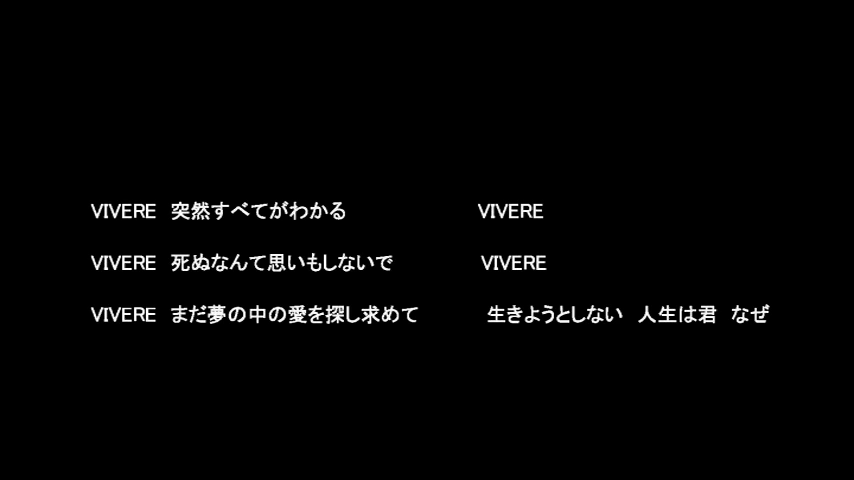 VIVERE 突然すべてがわかる VIVERE
VIVERE 死ぬなんて思いもしないで VIVERE
VIVERE まだ夢の中の愛を探し求めて 生きようとしない 人生は君 なぜ